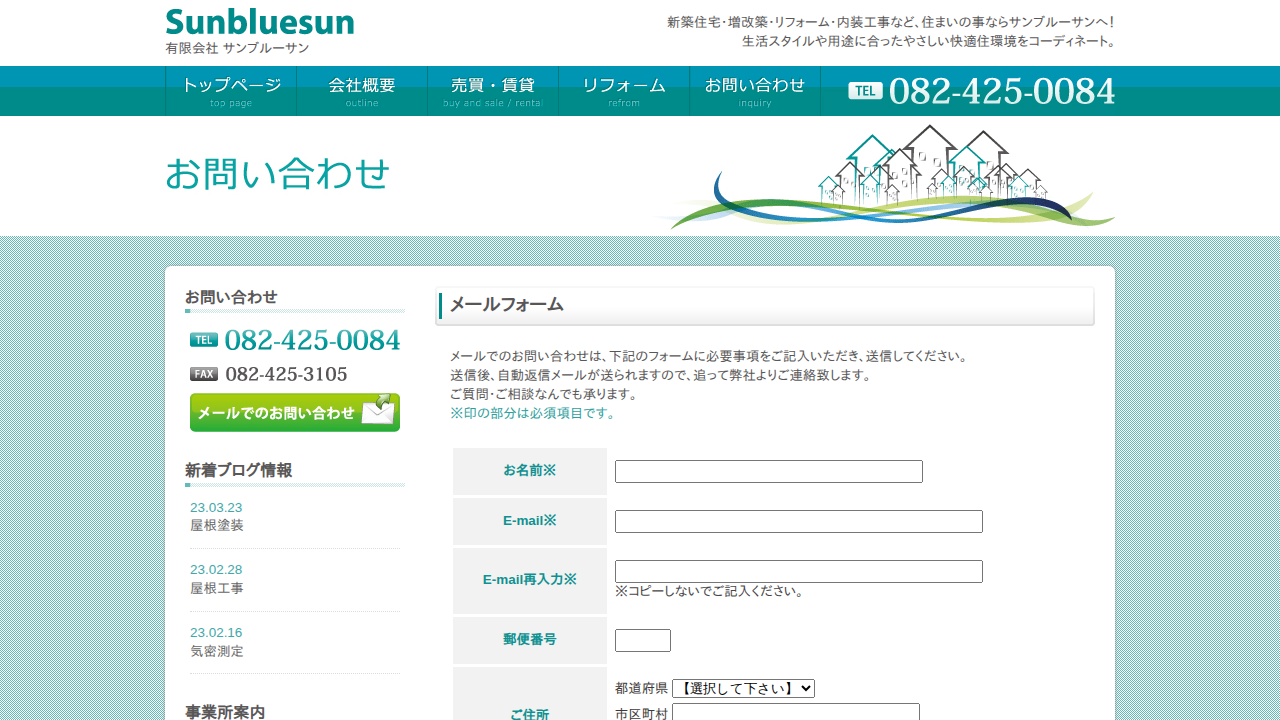 Sunbluesun
有限会社 サンブルーサン
新築住宅・増改築・リフォーム・内装工事など、住まいの事ならサンブルーサンへ！
生活スタイルや用途に合ったやさしい快適住環境をコーディネート。
トップページ
top page
会社概要
outline
売買・賃貸
buy and sale / rental
リフォーム
refrom
お問い合わせ
inquiry
TEL 082-425-0084
お問い合わせ
お問い合わせ
TEL 082-425-0084
FAX 082-425-3105
メールでのお問い合わせ
新着ブログ情報
23.03.23
屋根塗装
23.02.28
屋根工事
23.02.16
気密測定
事業所案内
メールフォーム
メールでのお問い合わせは、下記のフォームに必要事項をご記入いただき、送信してください。
送信後、自動返信メールが送られますので、追って弊社よりご連絡致します。
ご質問・ご相談なんでも承ります。
※印の部分は必須項目です。
お名前※
E-mail※
E-mail再入力※
※コピーしないでご記入ください。
郵便番号
ご住所
都道府県 【選択して下さい】
市区町村